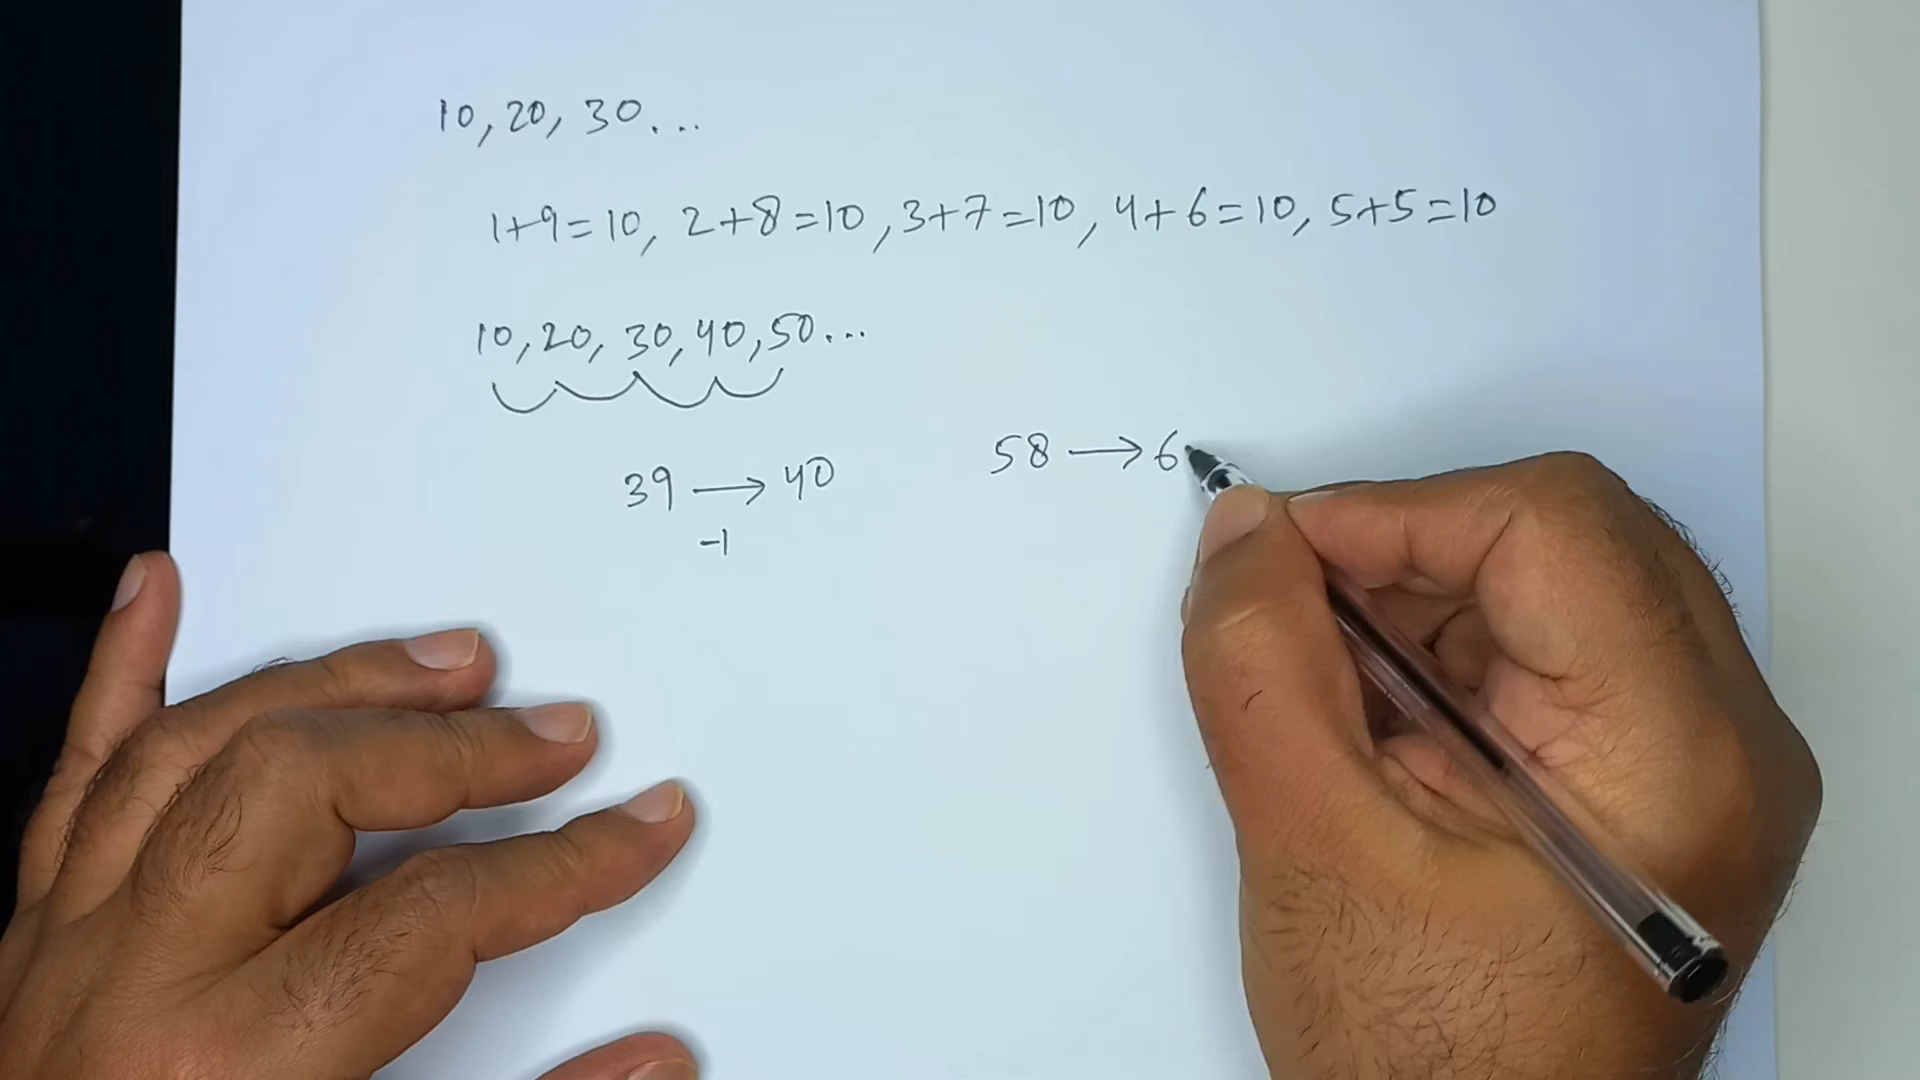 10, 20, 30...
1+9=10, 2+8=10, 3+7=10, 4+6=10, 5+5=10
10, 20, 30, 40, 50...
39 → 40
-1
58 → 6